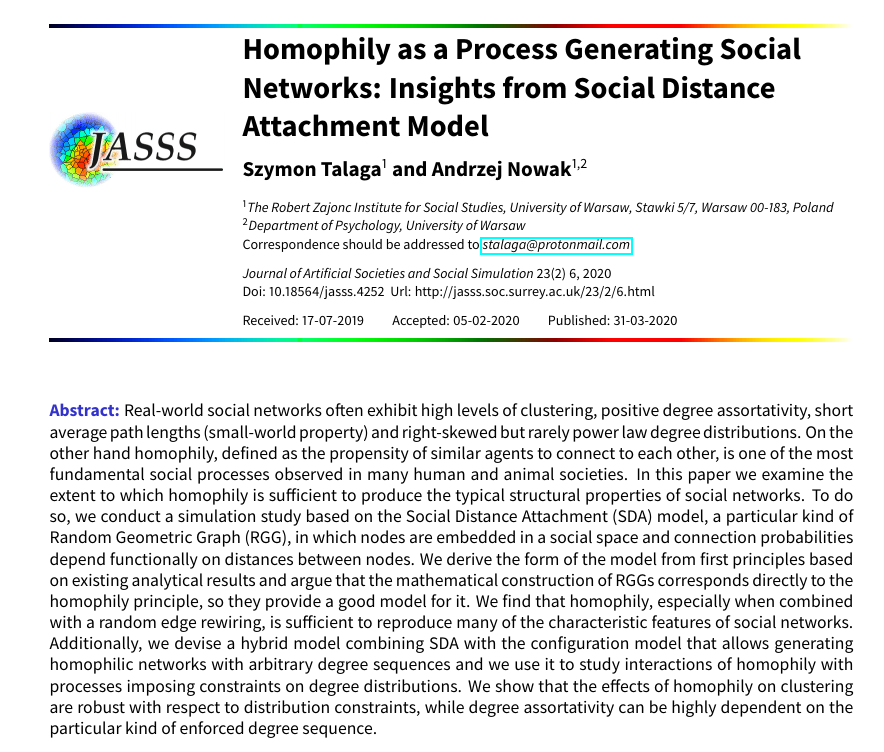 Homophily as a Process Generating Social
Networks: Insights from Social Distance
Attachment Model
JASSS
Szymon Talaga1 and Andrzej Nowak1,2
1The Robert Zajonc Institute for Social Studies, University of Warsaw, Stawki 5/7, Warsaw 00-183, Poland
2Department of Psychology, University of Warsaw
Correspondence should be addressed to stalaga@protonmail.com
Journal of Artificial Societies and Social Simulation 23(2) 6, 2020
Doi: 10.18564/jasss.4252 Url: http://jasss.soc.surrey.ac.uk/23/2/6.html
Received: 17-07-2019 Accepted: 05-02-2020 Published: 31-03-2020
Abstract: Real-world social networks often exhibit high levels of clustering, positive degree assortativity, short
average path lengths (small-world property) and right-skewed but rarely power law degree distributions. On the
other hand homophily, defined as the propensity of similar agents to connect to each other, is one of the most
fundamental social processes observed in many human and animal societies. In this paper we examine the
extent to which homophily is sufficient to produce the typical structural properties of social networks. To do
so, we conduct a simulation study based on the Social Distance Attachment (SDA) model, a particular kind of
Random Geometric Graph (RGG), in which nodes are embedded in a social space and connection probabilities
depend functionally on distances between nodes. We derive the form of the model from first principles based
on existing analytical results and argue that the mathematical construction of RGGs corresponds directly to the
homophily principle, so they provide a good model for it. We find that homophily, especially when combined
with a random edge rewiring, is sufficient to reproduce many of the characteristic features of social networks.
Additionally, we devise a hybrid model combining SDA with the configuration model that allows generating
homophilic networks with arbitrary degree sequences and we use it to study interactions of homophily with
processes imposing constraints on degree distributions. We show that the effects of homophily on clustering
are robust with respect to distribution constraints, while degree assortativity can be highly dependent on the
particular kind of enforced degree sequence.